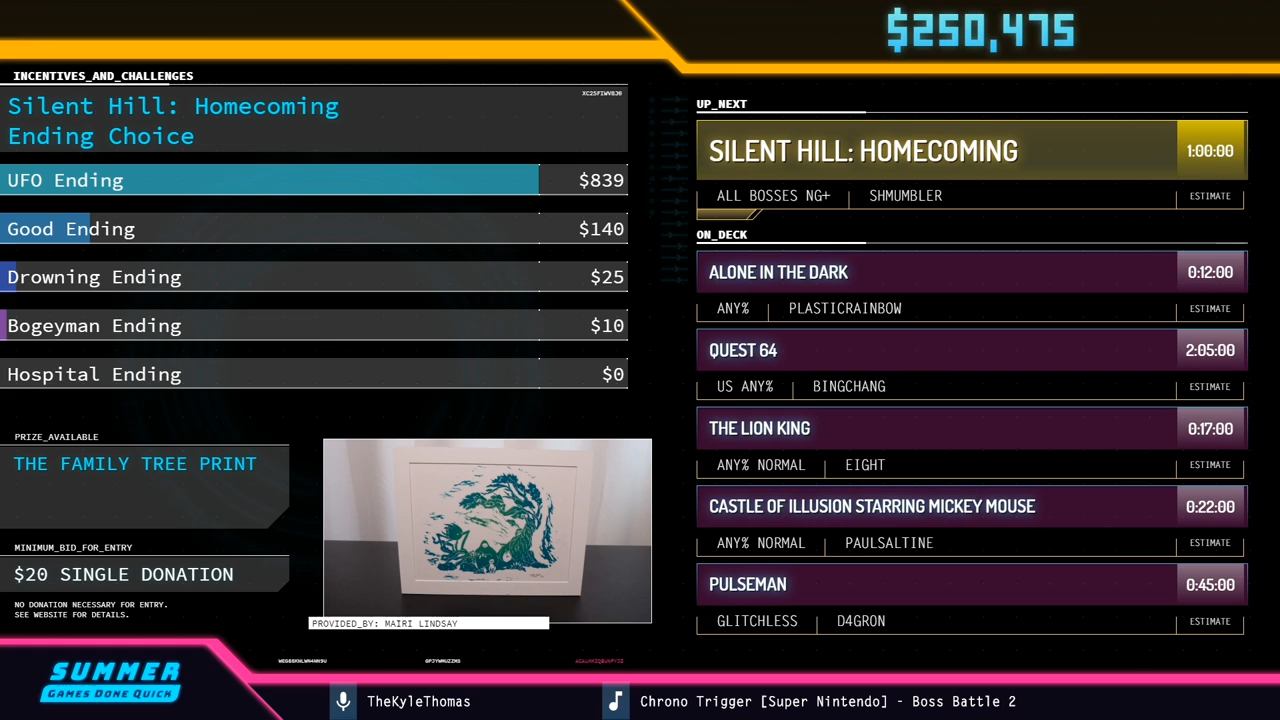 $250,475
INCENTIVES_AND_CHALLENGES
Silent Hill: Homecoming
Ending Choice
UFO Ending $839
Good Ending $140
Drowning Ending $25
Bogeyman Ending $10
Hospital Ending $0
PRIZE_AVAILABLE
THE FAMILY TREE PRINT
MINIMUM_BID_FOR_ENTRY
$20 SINGLE DONATION
NO DONATION NECESSARY FOR ENTRY.
SEE WEBSITE FOR DETAILS.
PROVIDED_BY: MAIRI LINDSAY
UP_NEXT
SILENT HILL: HOMECOMING 1:00:00
ALL BOSSES NG+ SHMUMBLER ESTIMATE
ON_DECK
ALONE IN THE DARK 0:12:00
ANY% PLASTICRAINBOW ESTIMATE
QUEST 64 2:05:00
US ANY% BINGCHANG ESTIMATE
THE LION KING 0:17:00
ANY% NORMAL EIGHT ESTIMATE
CASTLE OF ILLUSION STARRING MICKEY MOUSE 0:22:00
ANY% NORMAL PAULSALTINE ESTIMATE
PULSEMAN 0:45:00
GLITCHLESS D4GRON ESTIMATE
SUMMER
GAMES DONE QUICK
TheKyleThomas
Chrono Trigger [Super Nintendo] - Boss Battle 2